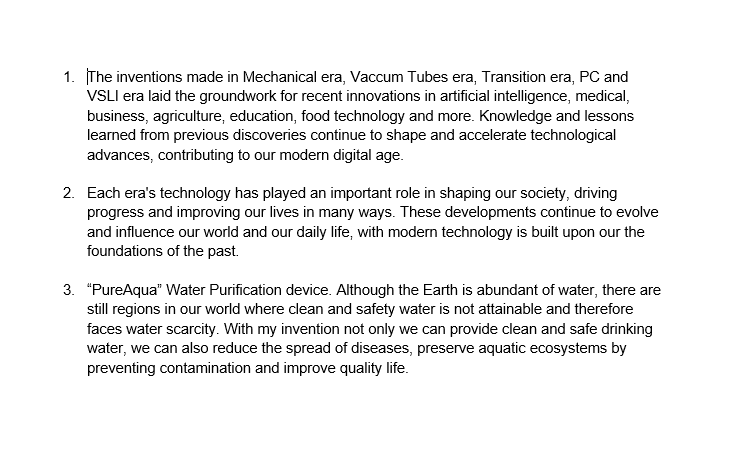 1. The inventions made in Mechanical era, Vaccum Tubes era, Transition era, PC and
VSLI era laid the groundwork for recent innovations in artificial intelligence, medical,
business, agriculture, education, food technology and more. Knowledge and lessons
learned from previous discoveries continue to shape and accelerate technological
advances, contributing to our modern digital age.
2. Each era's technology has played an important role in shaping our society, driving
progress and improving our lives in many ways. These developments continue to evolve
and influence our world and our daily life, with modern technology is built upon our the
foundations of the past.
3. “PureAqua” Water Purification device. Although the Earth is abundant of water, there are
still regions in our world where clean and safety water is not attainable and therefore
faces water scarcity. With my invention not only we can provide clean and safe drinking
water, we can also reduce the spread of diseases, preserve aquatic ecosystems by
preventing contamination and improve quality life.